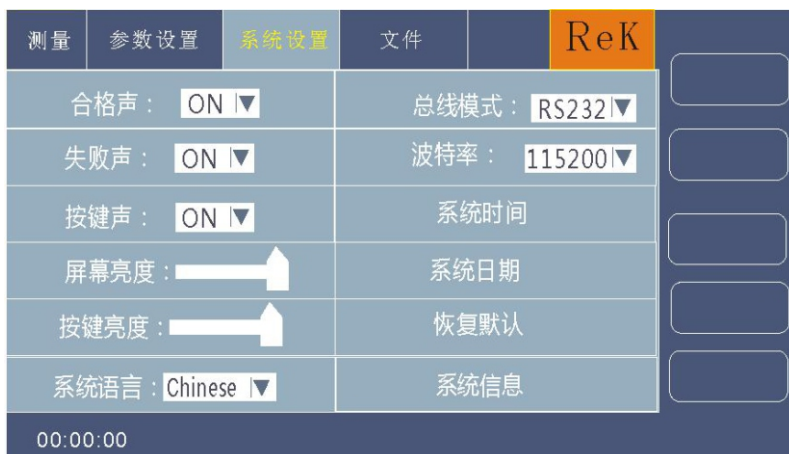 测量 参数设置 系统设置 文件 ReK
合格声： ON 总线模式： RS232
失败声： ON 波特率： 115200
按键声： ON 系统时间
屏幕亮度： 系统日期
按键亮度： 恢复默认
系统语言：Chinese 系统信息
00:00:00